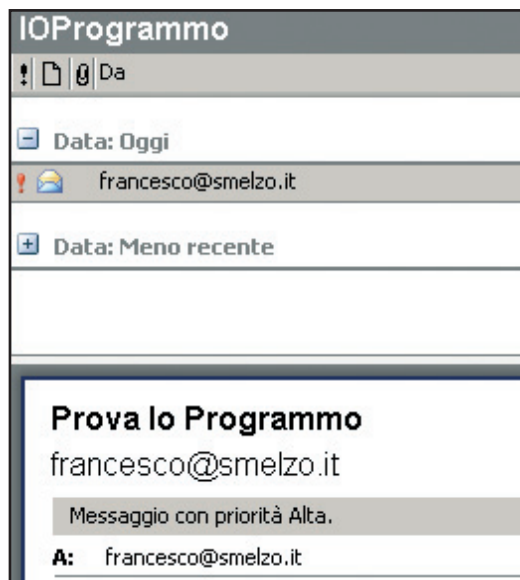 IOProgrammo
Da
Data: Oggi
francesco@smelzo.it
Data: Meno recente
Prova Io Programmo
francesco@smelzo.it
Messaggio con priorità Alta.
A: francesco@smelzo.it